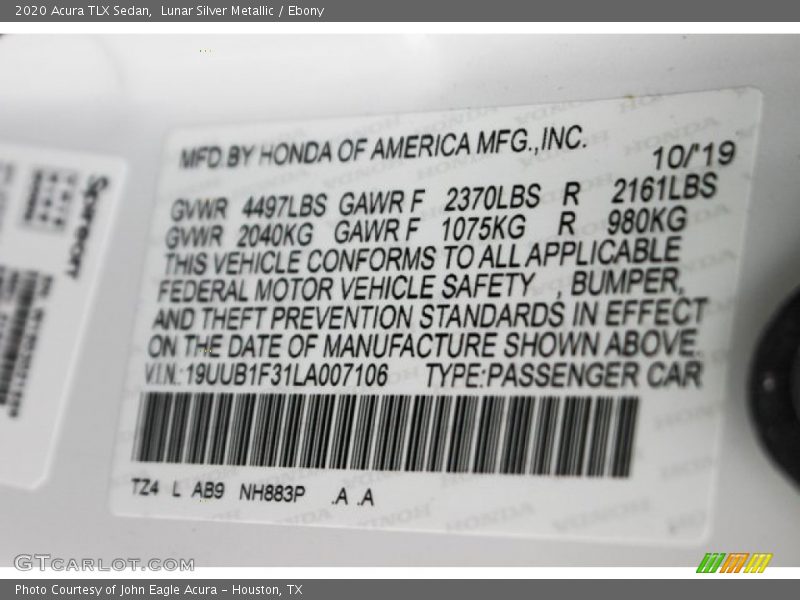 2020 Acura TLX Sedan,  Lunar Silver Metallic / Ebony
MFD.BY HONDA OF AMERICA MFG.,INC.
10/'19
GVWR 4497LBS GAWR F 2370LBS R 2161LBS
GVWR 2040KG GAWR F 1075KG R 980KG
THIS VEHICLE CONFORMS TO ALL APPLICABLE
FEDERAL MOTOR VEHICLE SAFETY , BUMPER,
AND THEFT PREVENTION STANDARDS IN EFFECT
ON THE DATE OF MANUFACTURE SHOWN ABOVE.
V.I.N.:19UUB1F31LA007106 TYPE:PASSENGER CAR
TZ4 L AB9 NH883P .A .A
GTCARLOT.COM
Photo Courtesy of John Eagle Acura - Houston, TX